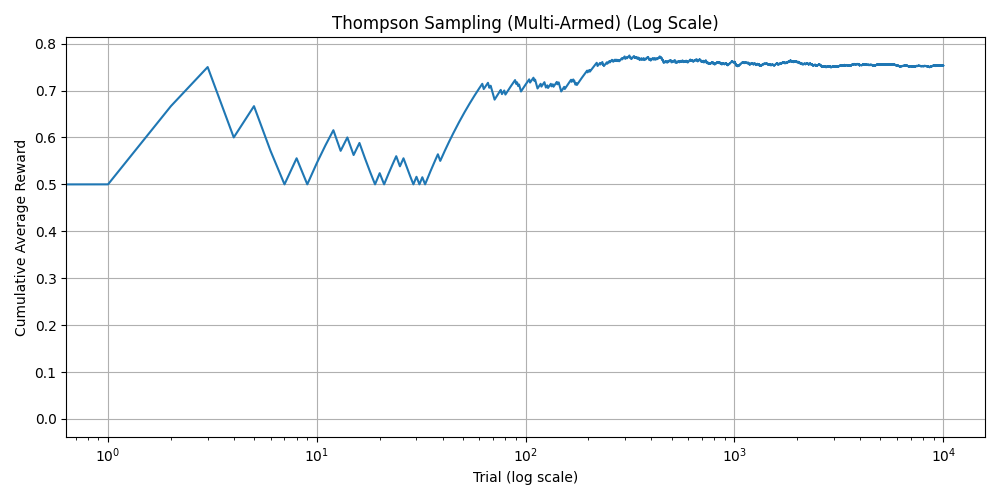 Thompson Sampling (Multi-Armed) (Log Scale)
Cumulative Average Reward
0.8
0.7
0.6
0.5
0.4
0.3
0.2
0.1
0.0
10^0 10^1 10^2 10^3 10^4
Trial (log scale)